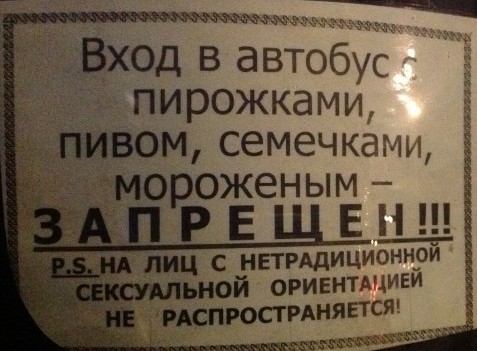 Вход в автобус с
пирожками,
пивом, семечками,
мороженым –
ЗАПРЕЩЕН!!!
P.S. НА ЛИЦ С НЕТРАДИЦИОННОЙ
СЕКСУАЛЬНОЙ ОРИЕНТАЦИЕЙ
НЕ РАСПРОСТРАНЯЕТСЯ!